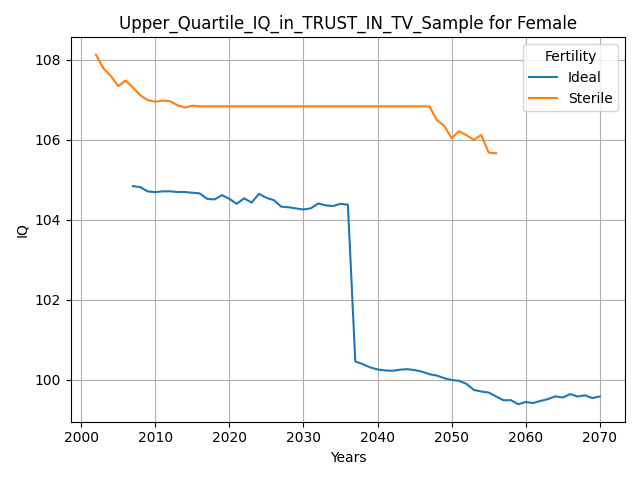 Upper_Quartile_IQ_in_TRUST_IN_TV_Sample for Female
Fertility
Ideal
Sterile
108
106
104
102
100
IQ
2000 2010 2020 2030 2040 2050 2060 2070
Years